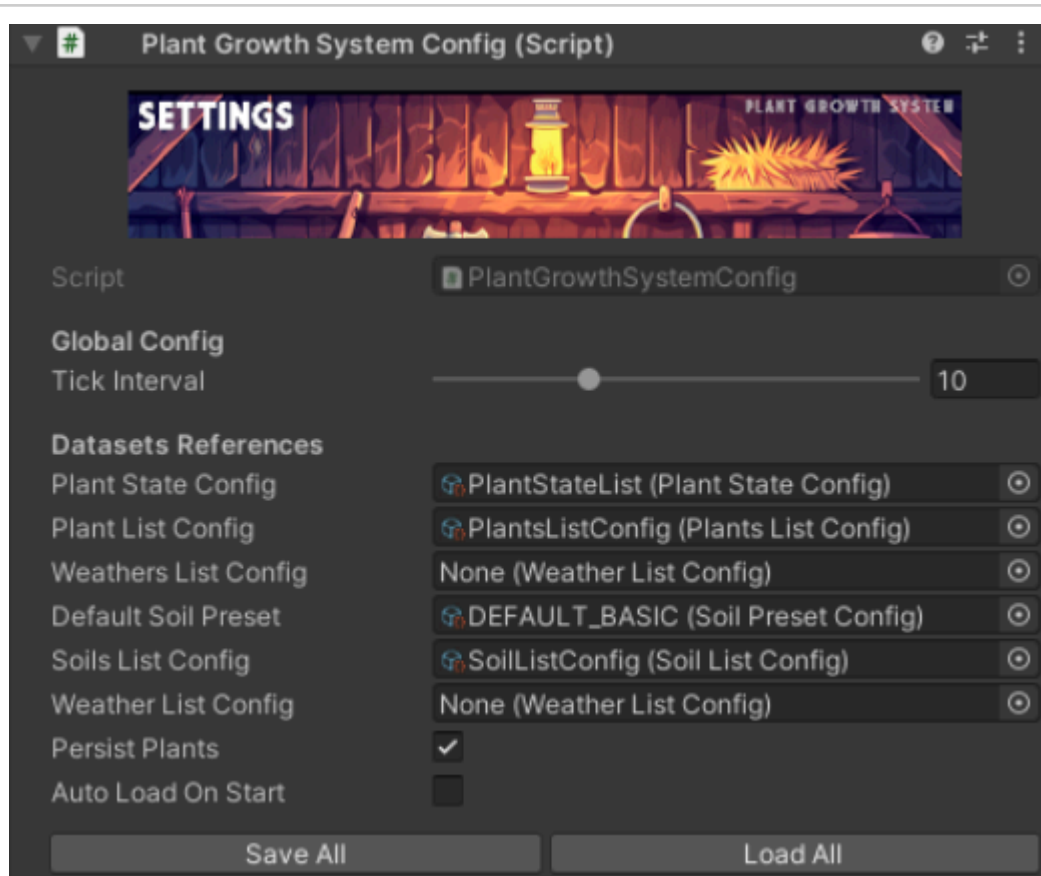 Plant Growth System Config (Script)
SETTINGS
PLANT GROWTH SYSTEM
Script
PlantGrowthSystemConfig
Global Config
Tick Interval 10
Datasets References
Plant State Config PlantStateList (Plant State Config)
Plant List Config PlantsListConfig (Plants List Config)
Weathers List Config None (Weather List Config)
Default Soil Preset DEFAULT_BASIC (Soil Preset Config)
Soils List Config SoilListConfig (Soil List Config)
Weather List Config None (Weather List Config)
Persist Plants
Auto Load On Start
Save All Load All